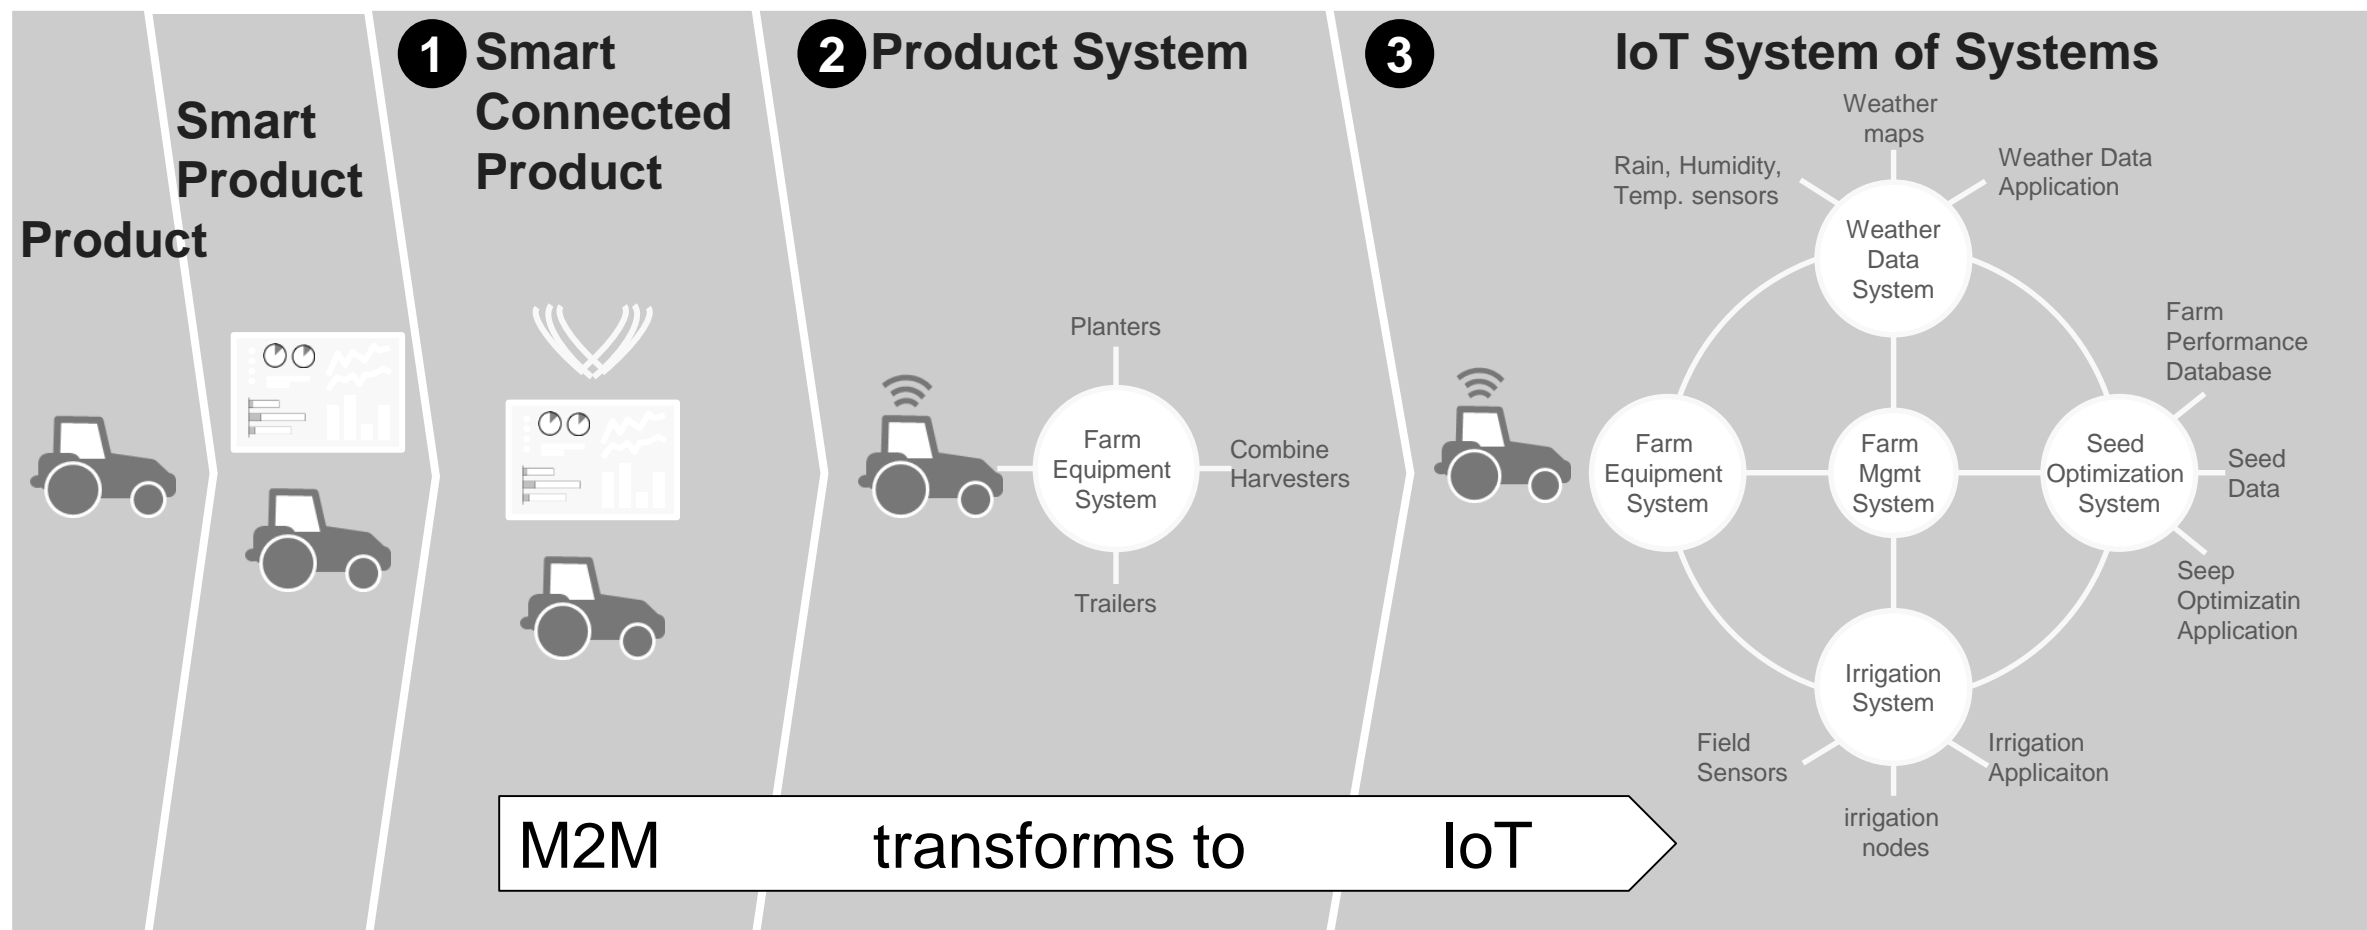 Product
Smart
Product
1
Smart
Connected
Product
2
Product System
Planters
Farm
Equipment
System
Combine
Harvesters
Trailers
3
IoT System of Systems
Weather
maps
Rain, Humidity,
Temp. sensors
Weather Data
Application
Weather
Data
System
Farm
Performance
Database
Farm
Equipment
System
Farm
Mgmt
System
Seed
Optimization
System
Seed
Data
Seep
Optimizatin
Application
Irrigation
System
Field
Sensors
Irrigation
Applicaiton
irrigation
nodes
M2M transforms to IoT